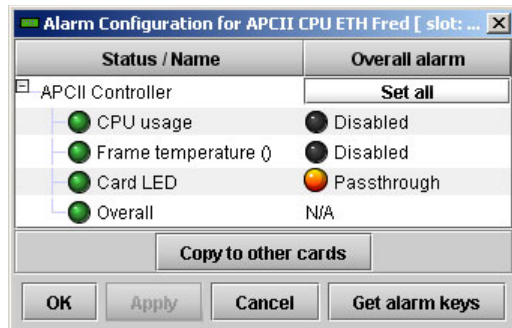 Alarm Configuration for APCII CPU ETH Fred [ slot: ...
Status / Name Overall alarm
APCII Controller Set all
CPU usage Disabled
Frame temperature () Disabled
Card LED Passthrough
Overall N/A
Copy to other cards
OK Apply Cancel Get alarm keys